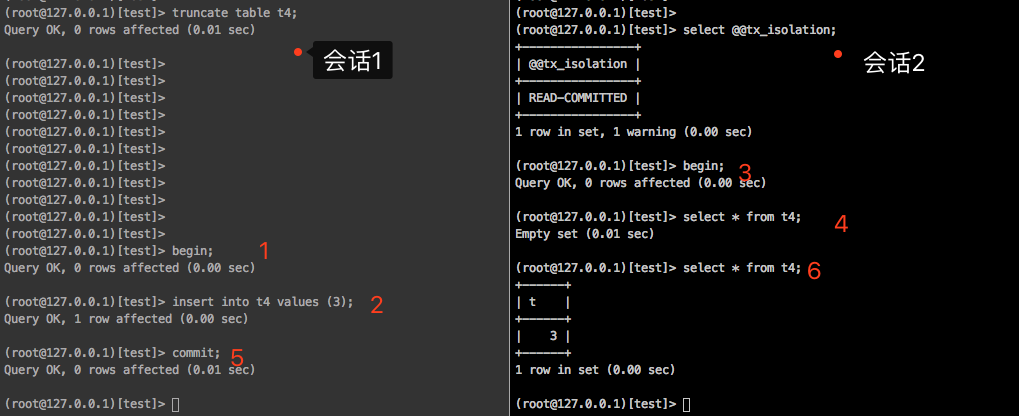 (root@127.0.0.1)[test]> truncate table t4;
Query OK, 0 rows affected (0.01 sec)
会话1
(root@127.0.0.1)[test]>
(root@127.0.0.1)[test]>
(root@127.0.0.1)[test]>
(root@127.0.0.1)[test]>
(root@127.0.0.1)[test]>
(root@127.0.0.1)[test]>
(root@127.0.0.1)[test]>
(root@127.0.0.1)[test]>
(root@127.0.0.1)[test]>
(root@127.0.0.1)[test]>
(root@127.0.0.1)[test]>
(root@127.0.0.1)[test]> begin; 1
Query OK, 0 rows affected (0.00 sec)
(root@127.0.0.1)[test]> insert into t4 values (3); 2
Query OK, 1 row affected (0.00 sec)
(root@127.0.0.1)[test]> commit; 5
Query OK, 0 rows affected (0.01 sec)
(root@127.0.0.1)[test]>
(root@127.0.0.1)[test]>
(root@127.0.0.1)[test]> select @@tx_isolation;
会话2
+----------------+
| @@tx_isolation |
+----------------+
| READ-COMMITTED |
+----------------+
1 row in set, 1 warning (0.00 sec)
(root@127.0.0.1)[test]> begin; 3
Query OK, 0 rows affected (0.00 sec)
(root@127.0.0.1)[test]> select * from t4; 4
Empty set (0.01 sec)
(root@127.0.0.1)[test]> select * from t4; 6
+------+
| t    |
+------+
|    3 |
+------+
1 row in set (0.00 sec)
(root@127.0.0.1)[test]>